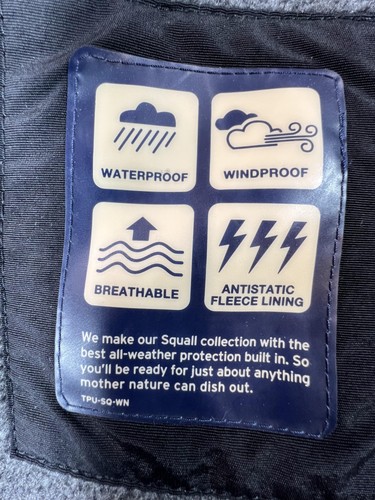 WATERPROOF
WINDPROOF
BREATHABLE
ANTISTATIC
FLEECE LINING
We make our Squall collection with the
best all-weather protection built in. So
you'll be ready for just about anything
mother nature can dish out.
TPU-SQ-WN